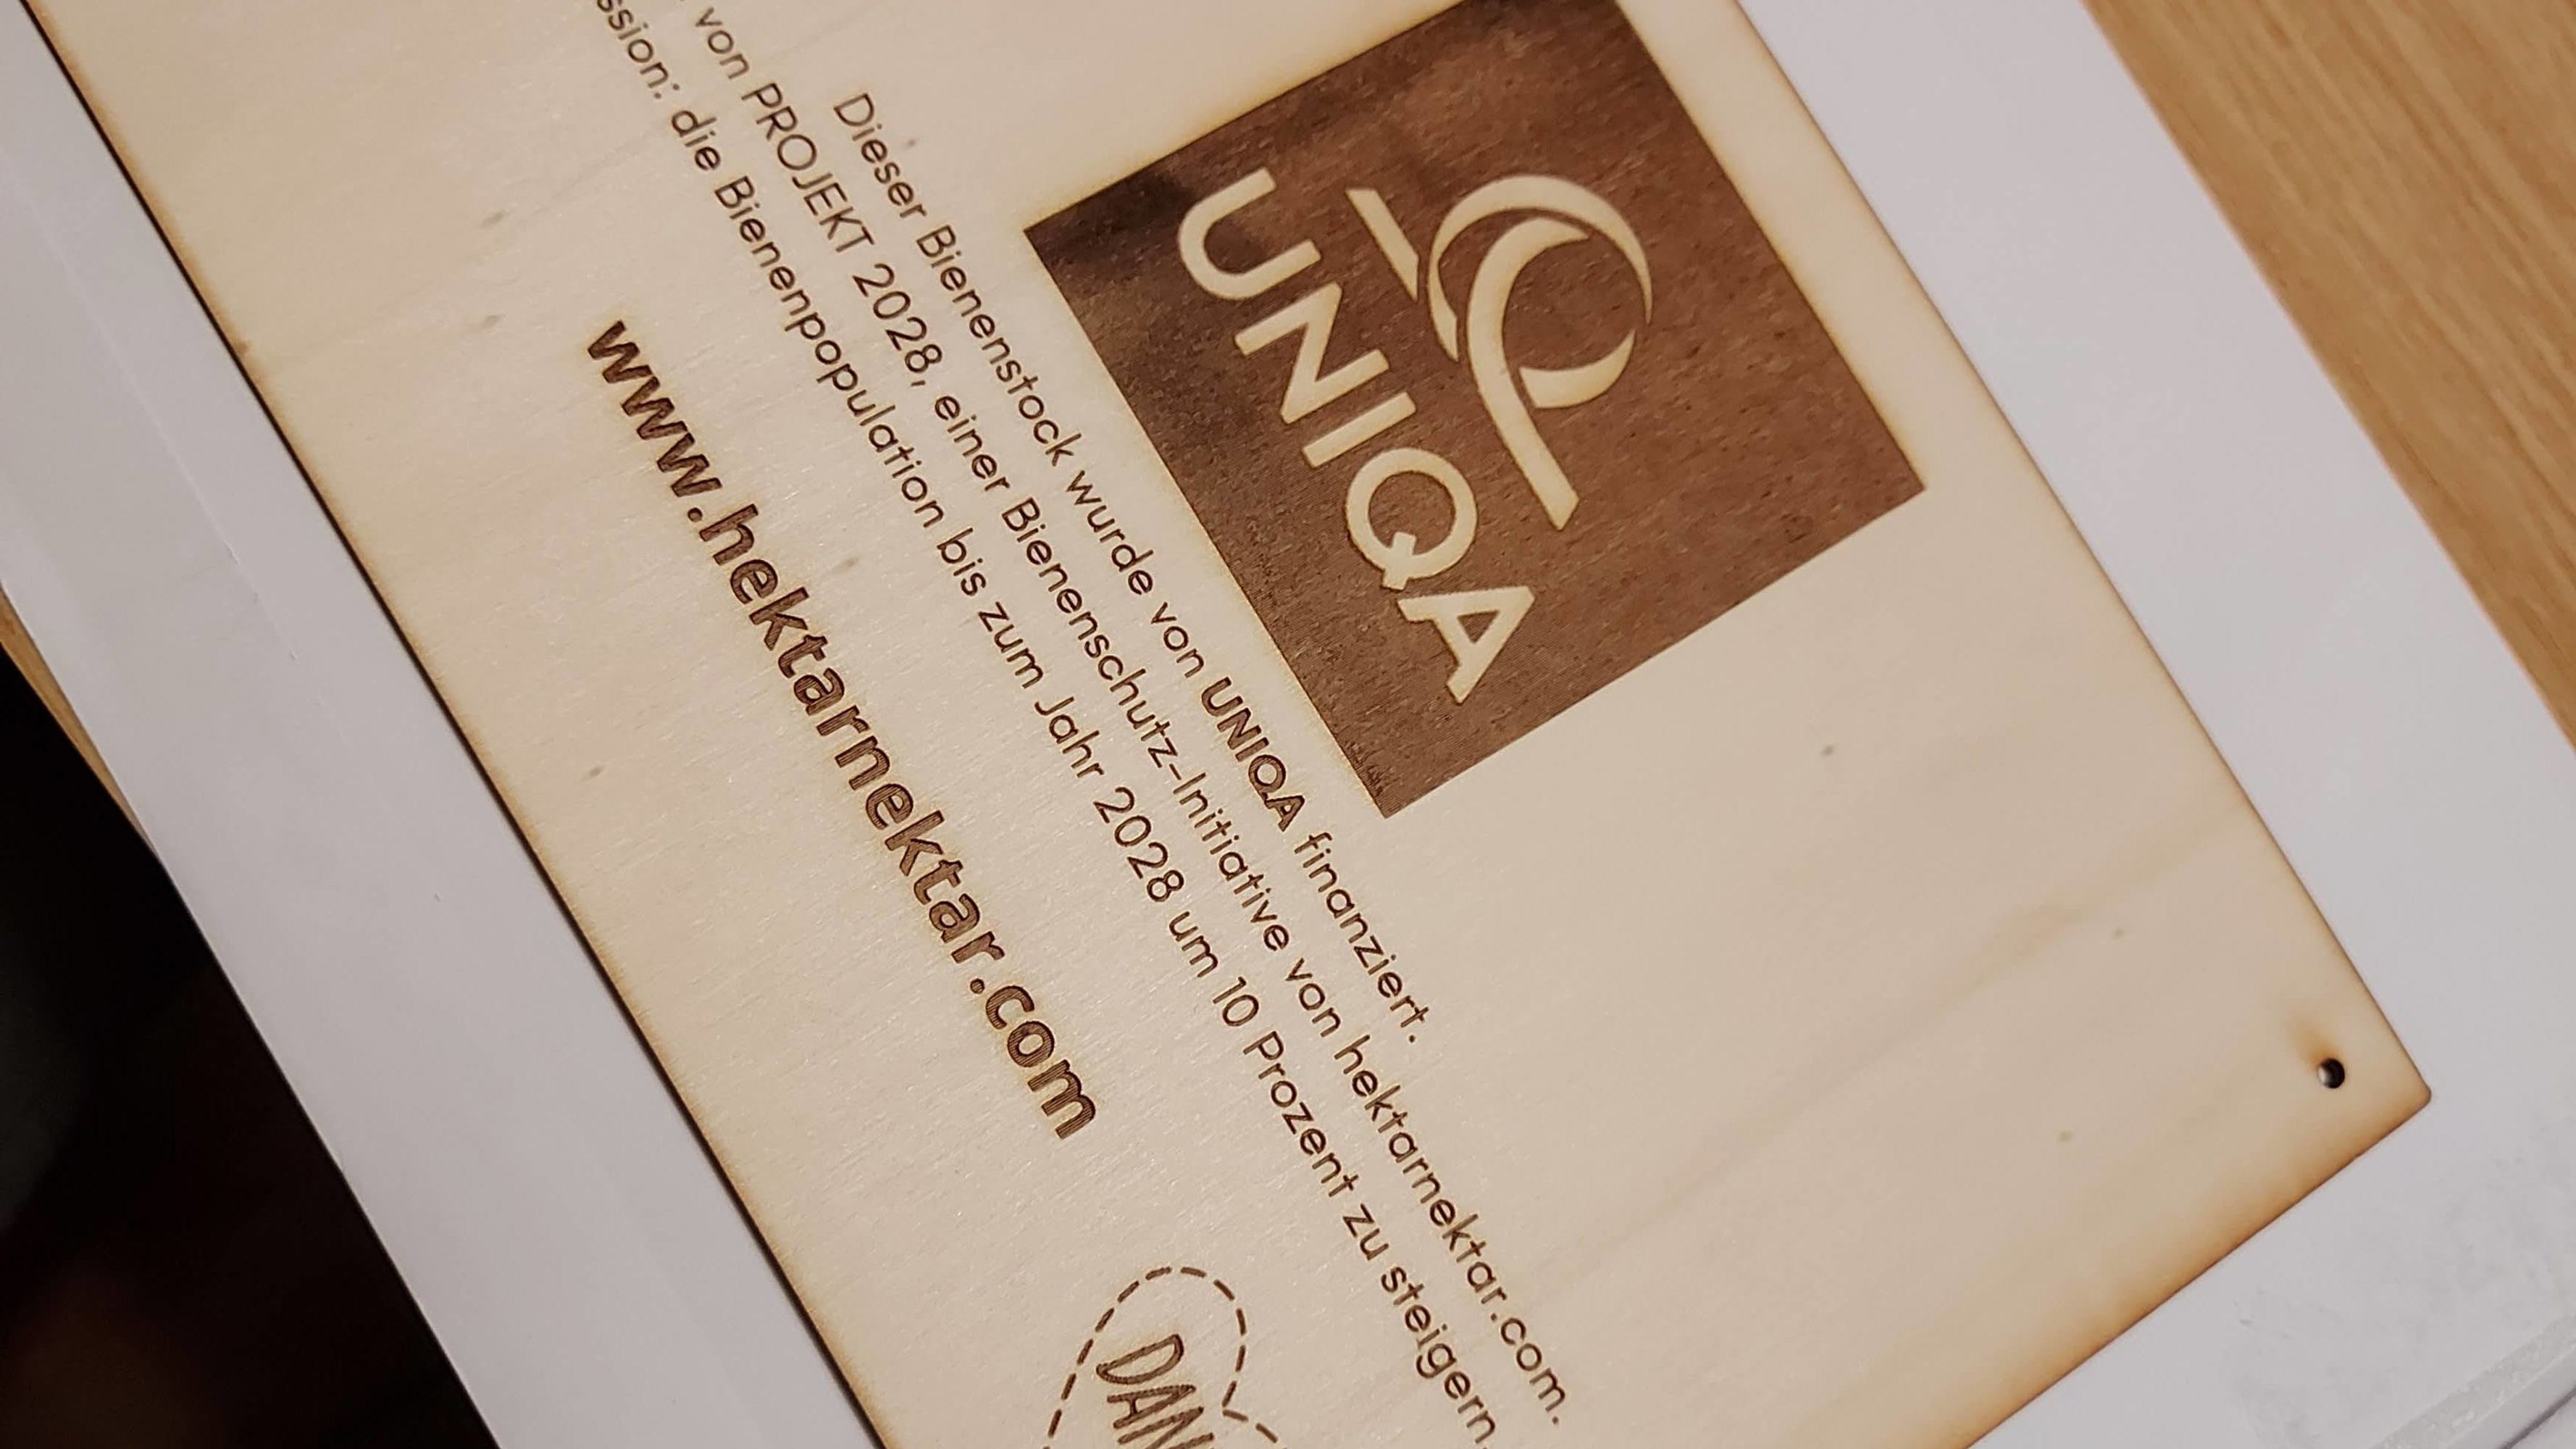 UNIQA
Dieser Bienenstock wurde von UNIQA finanziert.
von PROJEKT 2028, einer Bienenschutz-Initiative von hektarnektar.com.
die Bienenpopulation bis zum Jahr 2028 um 10 Prozent zu steigern.
www.hektarnektar.com